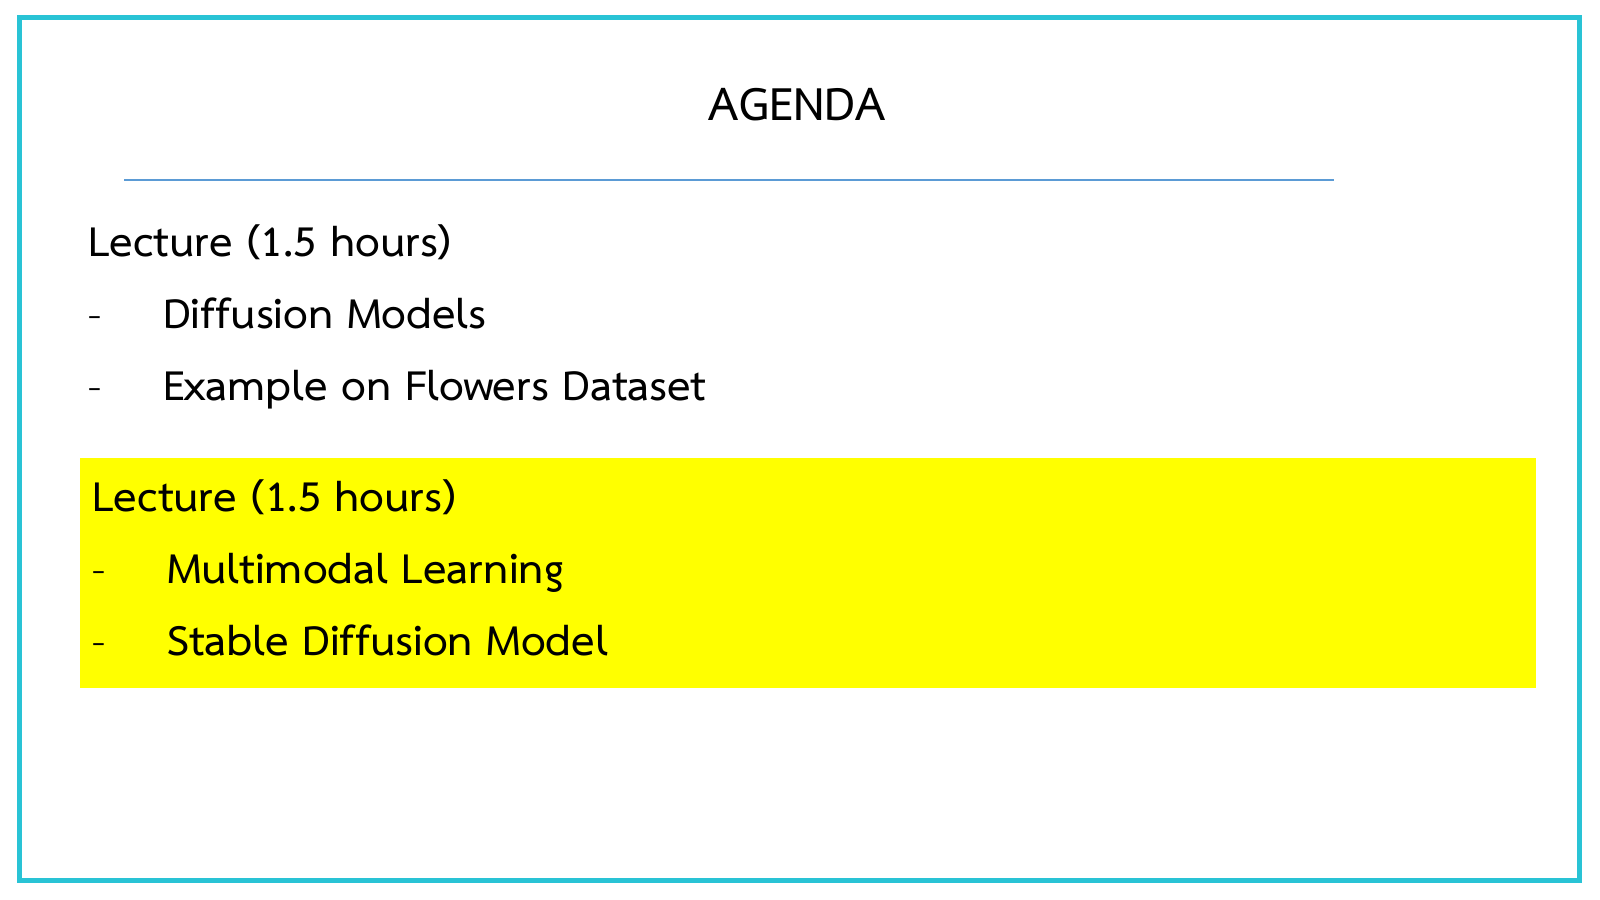 AGENDA
Lecture (1.5 hours)
- Diffusion Models
- Example on Flowers Dataset
Lecture (1.5 hours)
- Multimodal Learning
- Stable Diffusion Model